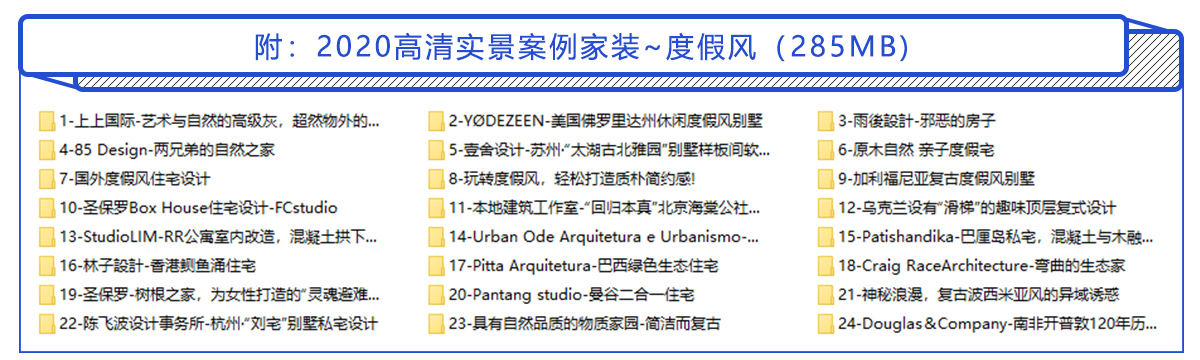 附：2020高清实景案例家装~度假风（285MB）
1-上上国际-艺术与自然的高级灰，超然物外的...
2-YØDEZEEN-美国佛罗里达州休闲度假风别墅
3-雨後設計-邪恶的房子
4-85 Design-两兄弟的自然之家
5-壹舍设计-苏州·“太湖古北雅园”别墅样板间软...
6-原木自然 亲子度假宅
7-国外度假风住宅设计
8-玩转度假风，轻松打造质朴简约感!
9-加利福尼亚复古度假风别墅
10-圣保罗Box House住宅设计-FCstudio
11-本地建筑工作室-“回归本真”北京海棠公社...
12-乌克兰设有“滑梯”的趣味顶层复式设计
13-StudioLIM-RR公寓室内改造，混凝土拱下...
14-Urban Ode Arquitetura e Urbanismo-...
15-Patishandika-巴厘岛私宅，混凝土与木融...
16-林子設計-香港鰂鱼涌住宅
17-Pitta Arquitetura-巴西绿色生态住宅
18-Craig RaceArchitecture-弯曲的生态家
19-圣保罗-树根之家，为女性打造的“灵魂避难...
20-Pantang studio-曼谷二合一住宅
21-神秘浪漫，复古波西米亚风的异域诱惑
22-陈飞波设计事务所-杭州·“刘宅”别墅私宅设计
23-具有自然品质的物质家园-简洁而复古
24-Douglas＆Company-南非开普敦120年历...